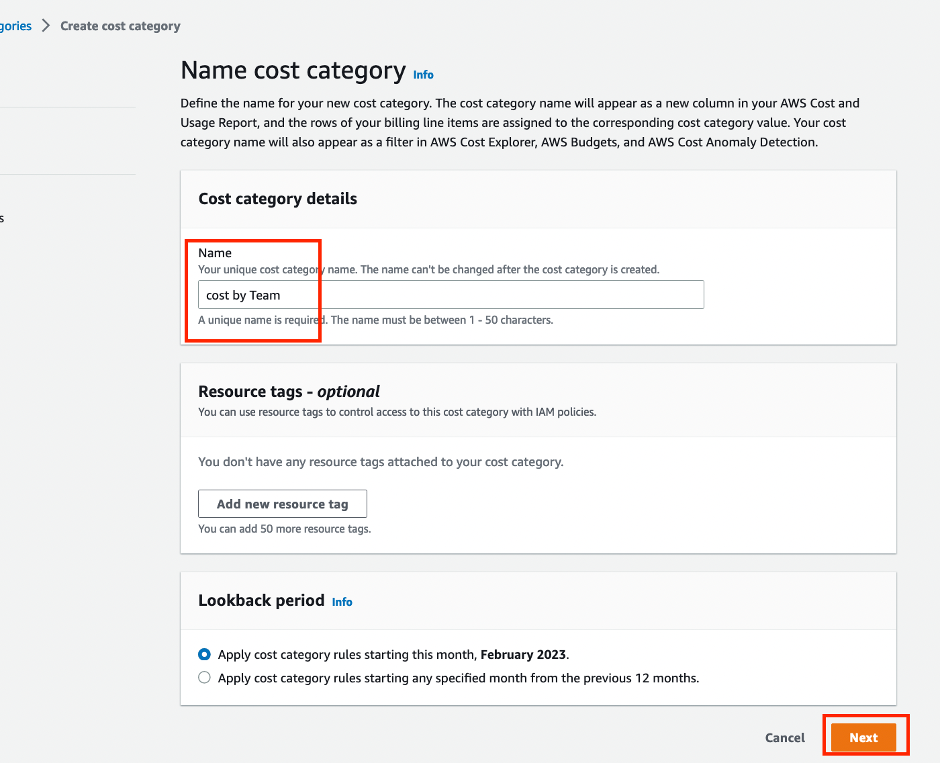 gories > Create cost category
Name cost category Info
Define the name for your new cost category. The cost category name will appear as a new column in your AWS Cost and
Usage Report, and the rows of your billing line items are assigned to the corresponding cost category value. Your cost
category name will also appear as a filter in AWS Cost Explorer, AWS Budgets, and AWS Cost Anomaly Detection.
Cost category details
s
Name
Your unique cost category name. The name can't be changed after the cost category is created.
cost by Team
A unique name is required. The name must be between 1 - 50 characters.
Resource tags - optional
You can use resource tags to control access to this cost category with IAM policies.
You don't have any resource tags attached to your cost category.
Add new resource tag
You can add 50 more resource tags.
Lookback period Info
Apply cost category rules starting this month, February 2023.
Apply cost category rules starting any specified month from the previous 12 months.
Cancel Next